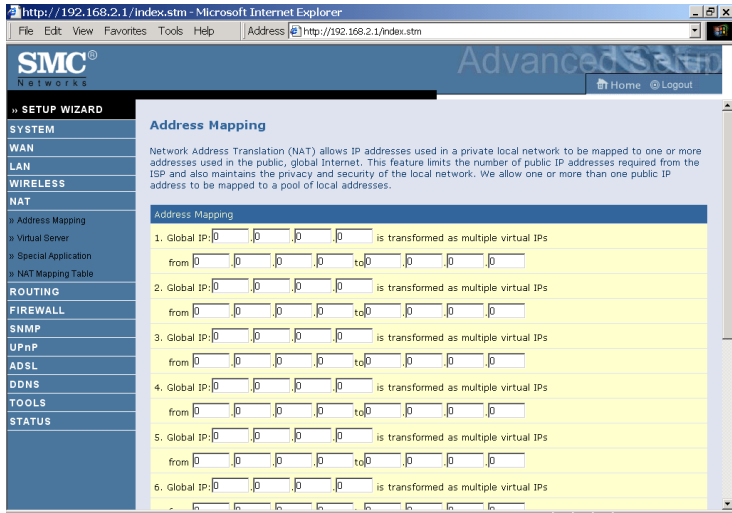 http://192.168.2.1/index.stm - Microsoft Internet Explorer
File Edit View Favorites Tools Help Address http://192.168.2.1/index.stm
SMC®
Networks
Advanced Setup
Home Logout
» SETUP WIZARD
SYSTEM
WAN
LAN
WIRELESS
NAT
» Address Mapping
» Virtual Server
» Special Application
» NAT Mapping Table
ROUTING
FIREWALL
SNMP
UPnP
ADSL
DDNS
TOOLS
STATUS
Address Mapping
Network Address Translation (NAT) allows IP addresses used in a private local network to be mapped to one or more
addresses used in the public, global Internet. This feature limits the number of public IP addresses required from the
ISP and also maintains the privacy and security of the local network. We allow one or more than one public IP
address to be mapped to a pool of local addresses.
Address Mapping
1. Global IP: 0 .0 .0 .0 is transformed as multiple virtual IPs
from 0 .0 .0 .0 to 0 .0 .0 .0
2. Global IP: 0 .0 .0 .0 is transformed as multiple virtual IPs
from 0 .0 .0 .0 to 0 .0 .0 .0
3. Global IP: 0 .0 .0 .0 is transformed as multiple virtual IPs
from 0 .0 .0 .0 to 0 .0 .0 .0
4. Global IP: 0 .0 .0 .0 is transformed as multiple virtual IPs
from 0 .0 .0 .0 to 0 .0 .0 .0
5. Global IP: 0 .0 .0 .0 is transformed as multiple virtual IPs
from 0 .0 .0 .0 to 0 .0 .0 .0
6. Global IP: 0 .0 .0 .0 is transformed as multiple virtual IPs